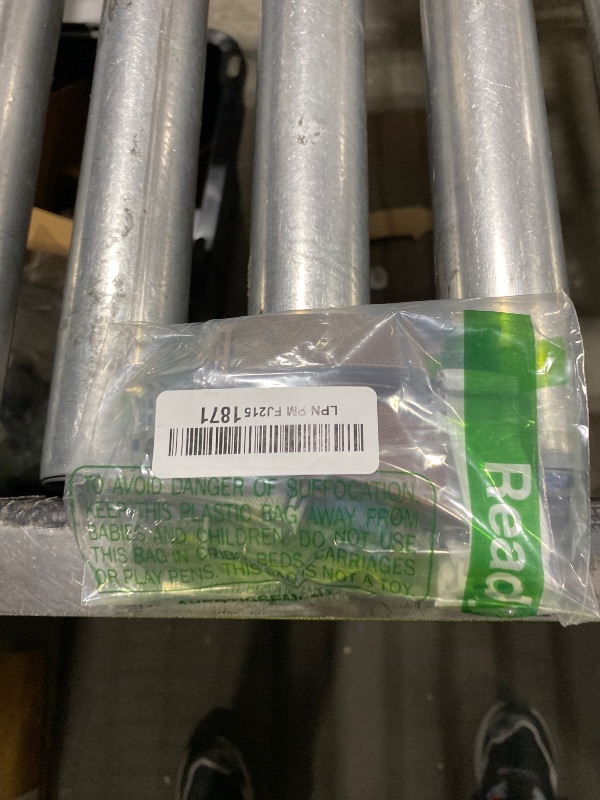 LPN PM FJ215 1871
TO AVOID DANGER OF SUFFOCATION
KEEP THIS PLASTIC BAG AWAY FROM
BABIES AND CHILDREN. DO NOT USE
THIS BAG IN CRIBS, BEDS, CARRIAGES
OR PLAY PENS. THIS BAG IS NOT A TOY.
Read